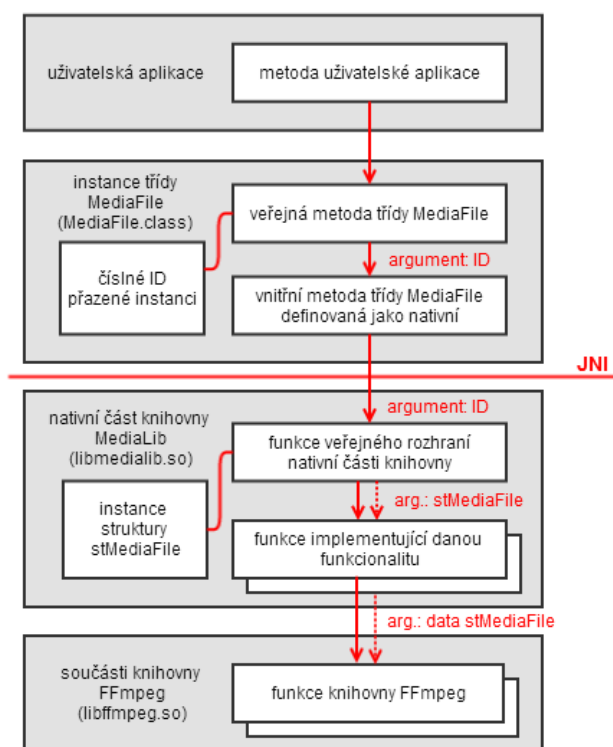 uživatelská aplikace
metoda uživatelské aplikace
instance třídy
MediaFile
(MediaFile.class)
veřejná metoda třídy MediaFile
argument: ID
číslné ID
přazené instanci
vnitřní metoda třídy MediaFile
definovaná jako nativní
JNI
argument: ID
nativní část knihovny
MediaLib
(libmedialib.so)
funkce veřejného rozhraní
nativní části knihovny
arg.: stMediaFile
instance
struktury
stMediaFile
funkce implementující danou
funkcionalitu
arg.: data stMediaFile
součásti knihovny
FFmpeg
(libffmpeg.so)
funkce knihovny FFmpeg